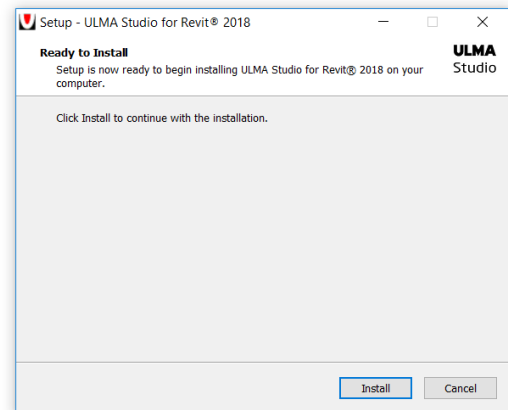 Setup - ULMA Studio for Revit® 2018
Ready to Install
Setup is now ready to begin installing ULMA Studio for Revit® 2018 on your
computer.
ULMA
Studio
Click Install to continue with the installation.
Install
Cancel